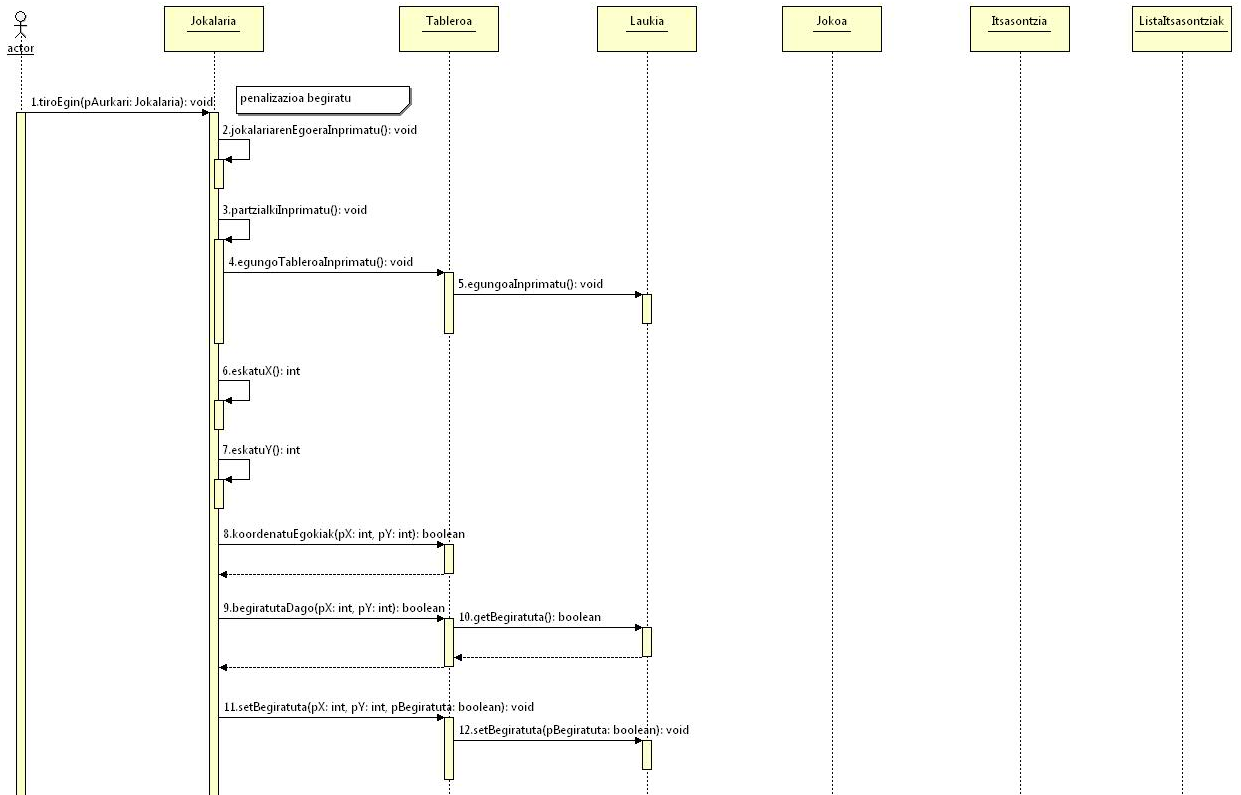 actor
Jokalaria
Tableroa
Laukia
Jokoa
Itsasontzia
ListaItsasontziak
penalizazioa begiratu
1.tiroEgin(pAurkari: Jokalaria): void
2.jokalariarenEgoeraInprimatu(): void
3.partzialkiInprimatu(): void
4.egungoTableroaInprimatu(): void
5.egungoaInprimatu(): void
6.eskatuX(): int
7.eskatuY(): int
8.koordenatuEgokiak(pX: int, pY: int): boolean
9.begiratutaDago(pX: int, pY: int): boolean
10.getBegiratuta(): boolean
11.setBegiratuta(pX: int, pY: int, pBegiratuta: boolean): void
12.setBegiratuta(pBegiratuta: boolean): void